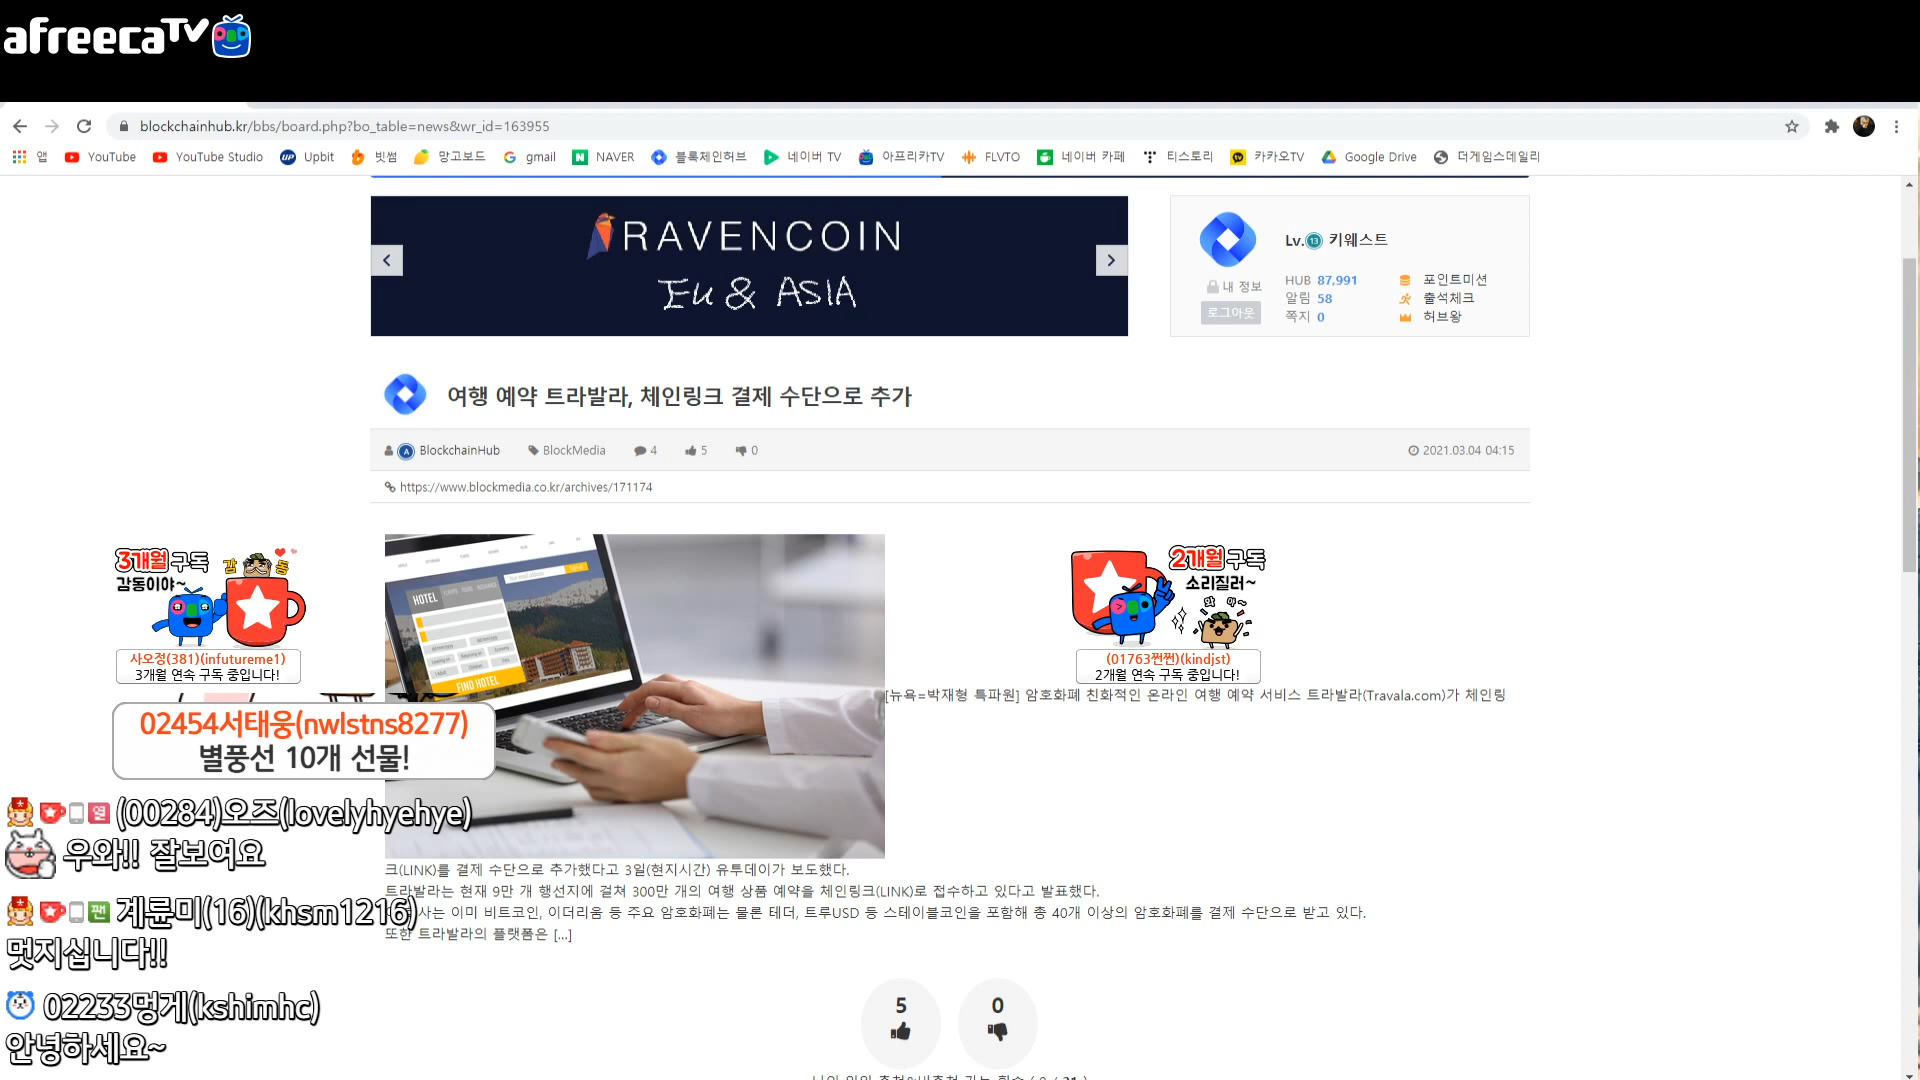 afreecaTV
blockchainhub.kr/bbs/board.php?bo_table=news&wr_id=163955
앱 YouTube YouTube Studio Upbit 빗썸 망고보드 gmail NAVER 블록체인허브 네이버 TV 아프리카TV FLVTO 네이버 카페 티스토리 카카오TV Google Drive 더게임스데일리
RAVENCOIN
EU & ASIA
Lv.13 키웨스트
내 정보
로그아웃
HUB 87,991 포인트미션
알림 58 출석체크
쪽지 0 허브왕
여행 예약 트라발라, 체인링크 결제 수단으로 추가
BlockchainHub BlockMedia 4 5 0 2021.03.04 04:15
https://www.blockmedia.co.kr/archives/171174
HOTEL
FIND HOTEL
3개월 구독
감동
감동이야~
사오정(381)(infutureme1)
3개월 연속 구독 중입니다!
2개월 구독
소리질러~
와 아~
(01763쩐쩐)(kindjst)
2개월 연속 구독 중입니다!
[뉴욕=박재형 특파원] 암호화폐 친화적인 온라인 여행 예약 서비스 트라발라(Travala.com)가 체인링
크(LINK)를 결제 수단으로 추가했다고 3일(현지시간) 유투데이가 보도했다.
트라발라는 현재 9만 개 행선지에 걸쳐 300만 개의 여행 상품 예약을 체인링크(LINK)로 접수하고 있다고 발표했다.
사는 이미 비트코인, 이더리움 등 주요 암호화폐는 물론 테더, 트루USD 등 스테이블코인을 포함해 총 40개 이상의 암호화폐를 결제 수단으로 받고 있다.
또한 트라발라의 플랫폼은 [...]
02454서태웅(nwlstns8277)
별풍선 10개 선물!
열 (00284)오즈(lovelyhyehye)
우와!! 잘보여요
팬 계륜미(16)(khsm1216)
멋지십니다!!
02233멍게(kshimhc)
안녕하세요~
5 0